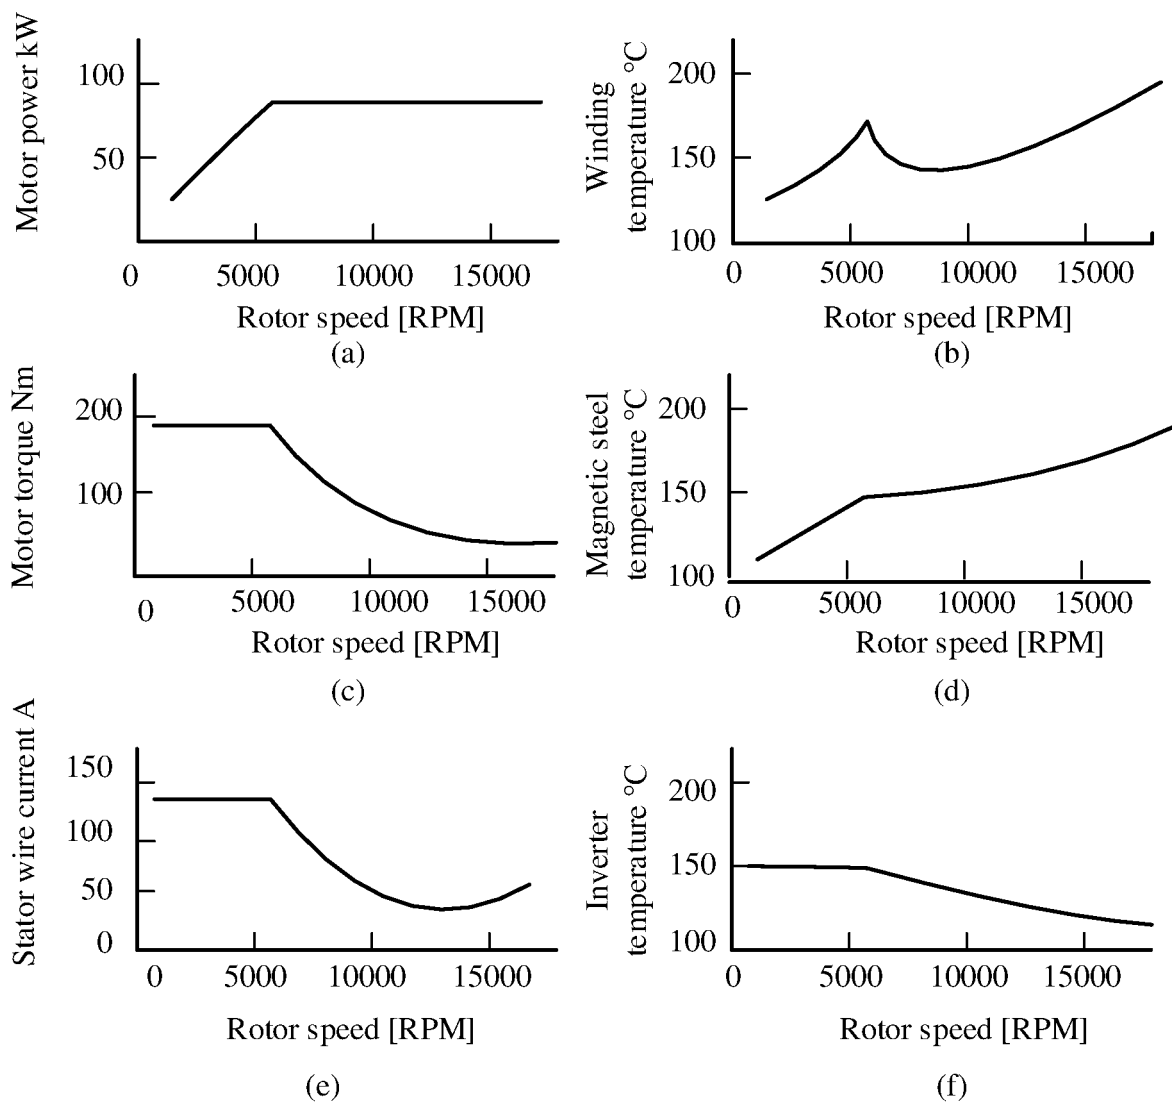 Motor power kW
100
50
0 5000 10000 15000
Rotor speed [RPM]
(a)
Winding
temperature °C
200
150
100
0 5000 10000 15000
Rotor speed [RPM]
(b)
Motor torque Nm
200
100
0 5000 10000 15000
Rotor speed [RPM]
(c)
Magnetic steel
temperature °C
200
150
100
0 5000 10000 15000
Rotor speed [RPM]
(d)
Stator wire current A
150
100
50
0
0 5000 10000 15000
Rotor speed [RPM]
(e)
Inverter
temperature °C
200
150
100
0 5000 10000 15000
Rotor speed [RPM]
(f)